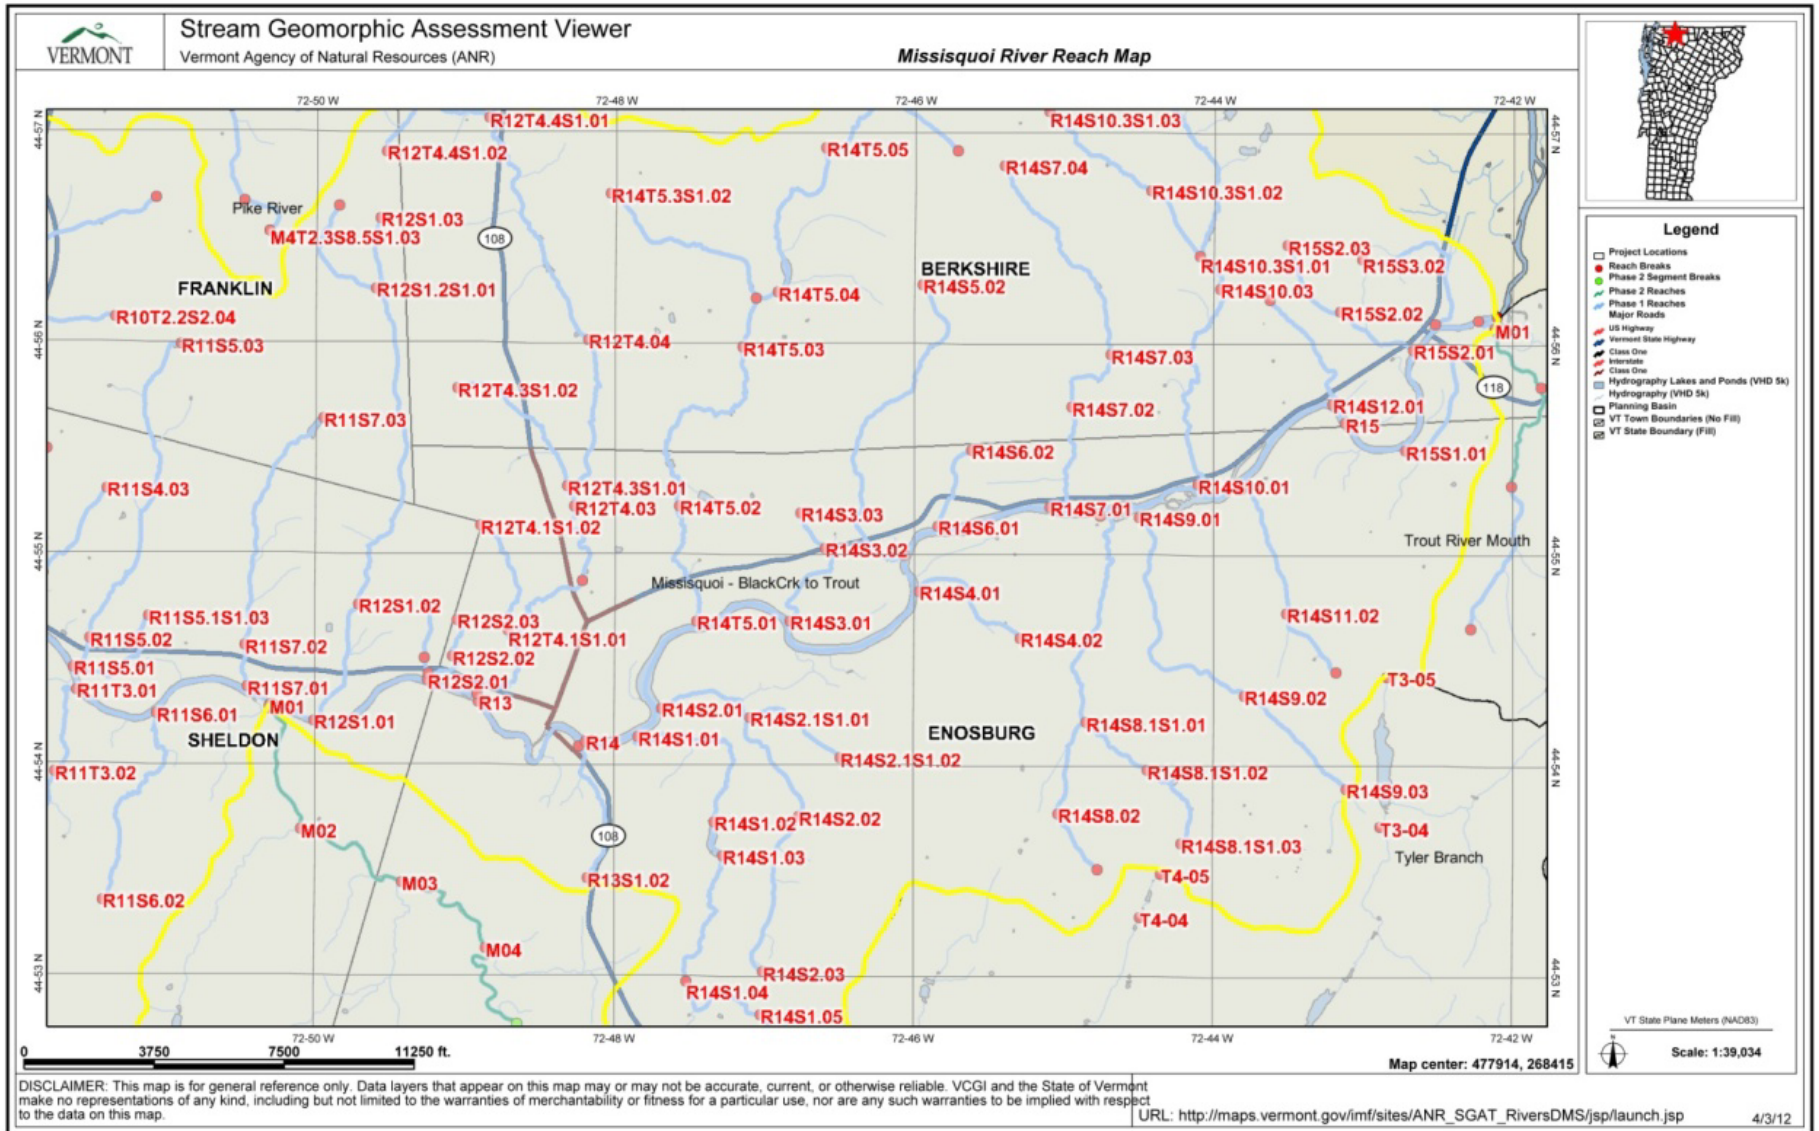 VERMONT
Stream Geomorphic Assessment Viewer
Vermont Agency of Natural Resources (ANR)
Missisquoi River Reach Map
72-50 W
72-48 W
72-46 W
72-44 W
72-42 W
44-57 N
44-57 N
R12T4.4S1.01
R14S10.3S1.03
R12T4.4S1.02
R14T5.05
R14S7.04
R14T5.3S1.02
R14S10.3S1.02
Pike River
R12S1.03
M4T2.3S8.5S1.03
108
R15S2.03
R14S10.3S1.01
R15S3.02
BERKSHIRE
FRANKLIN
R12S1.2S1.01
R14T5.04
R14S5.02
R14S10.03
R10T2.2S2.04
R15S2.02
44-56 N
44-56 N
R11S5.03
R12T4.04
R14T5.03
R14S7.03
R15S2.01
M01
R12T4.3S1.02
118
R11S7.03
R14S7.02
R14S12.01
R15
R14S6.02
R15S1.01
R11S4.03
R12T4.3S1.01
R12T4.03
R14T5.02
R14S3.03
R14S7.01
R14S10.01
R12T4.1S1.02
R14S6.01
R14S9.01
44-55 N
44-55 N
R14S3.02
Trout River Mouth
Missisquoi - BlackCrk to Trout
R14S4.01
R12S1.02
R11S5.1S1.03
R12S2.03
R14T5.01
R14S3.01
R14S11.02
R11S5.02
R11S7.02
R12T4.1S1.01
R14S4.02
R12S2.02
R11S5.01
R12S2.01
T3-05
R11T3.01
R11S7.01
R13
R14S9.02
M01
R11S6.01
R12S1.01
R14S2.01
R14S2.1S1.01
R14S8.1S1.01
SHELDON
R14
R14S1.01
ENOSBURG
44-54 N
44-54 N
R11T3.02
R14S2.1S1.02
R14S8.1S1.02
R14S9.03
M02
108
R14S1.02
R14S2.02
R14S8.02
T3-04
R14S1.03
R14S8.1S1.03
Tyler Branch
M03
R13S1.02
T4-05
R11S6.02
T4-04
M04
44-53 N
44-53 N
R14S2.03
R14S1.04
R14S1.05
72-50 W
72-48 W
72-46 W
72-44 W
72-42 W
0 3750 7500 11250 ft.
Map center: 477914, 268415
Legend
Project Locations
Reach Breaks
Phase 2 Segment Breaks
Phase 2 Reaches
Phase 1 Reaches
Major Roads
US Highway
Vermont State Highway
Class One
Interstate
Class One
Hydrography Lakes and Ponds (VHD 5k)
Hydrography (VHD 5k)
Planning Basin
VT Town Boundaries (No Fill)
VT State Boundary (Fill)
VT State Plane Meters (NAD83)
N
Scale: 1:39,034
DISCLAIMER: This map is for general reference only. Data layers that appear on this map may or may not be accurate, current, or otherwise reliable. VCGI and the State of Vermont
make no representations of any kind, including but not limited to the warranties of merchantability or fitness for a particular use, nor are any such warranties to be implied with respect
to the data on this map.
URL: http://maps.vermont.gov/imf/sites/ANR_SGAT_RiversDMS/jsp/launch.jsp
4/3/12